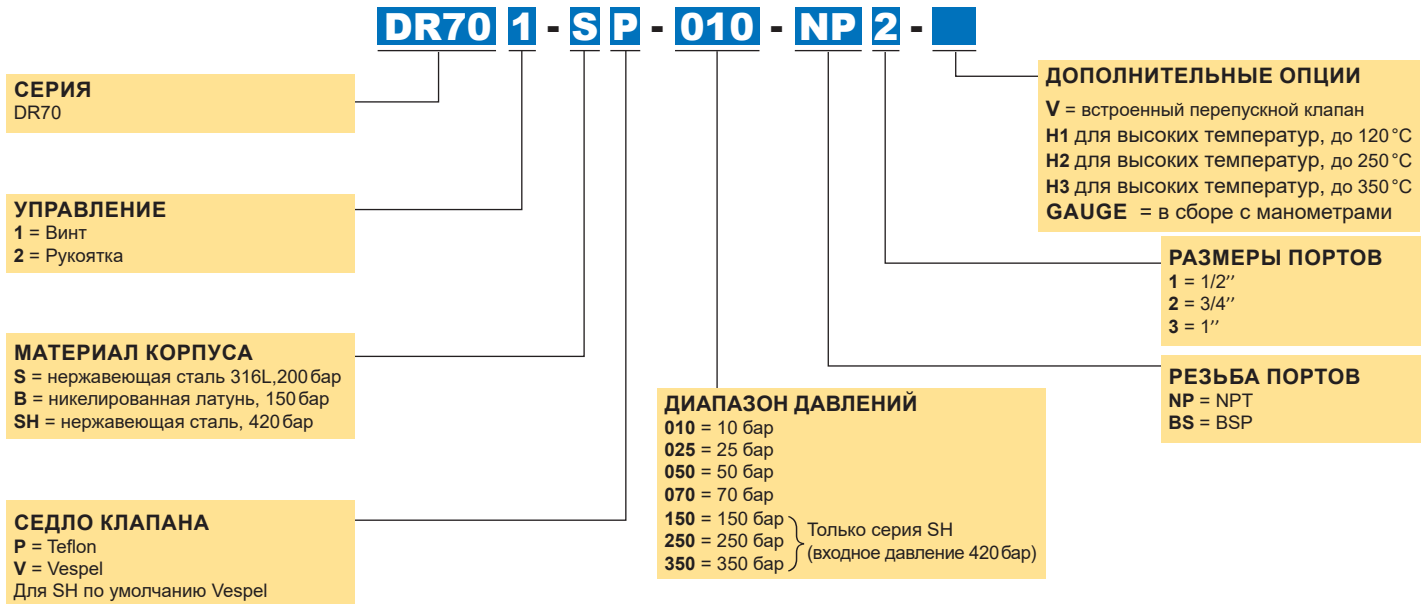 DR70 1 - S P - 010 - NP 2 -
СЕРИЯ
DR70
УПРАВЛЕНИЕ
1 = Винт
2 = Рукоятка
МАТЕРИАЛ КОРПУСА
S = нержавеющая сталь 316L,200 бар
B = никелированная латунь, 150 бар
SH = нержавеющая сталь, 420 бар
СЕДЛО КЛАПАНА
P = Teflon
V = Vespel
Для SH по умолчанию Vespel
ДИАПАЗОН ДАВЛЕНИЙ
010 = 10 бар
025 = 25 бар
050 = 50 бар
070 = 70 бар
150 = 150 бар
250 = 250 бар
350 = 350 бар
Только серия SH
(входное давление 420 бар)
ДОПОЛНИТЕЛЬНЫЕ ОПЦИИ
V = встроенный перепускной клапан
H1 для высоких температур, до 120 °C
H2 для высоких температур, до 250 °C
H3 для высоких температур, до 350 °C
GAUGE = в сборе с манометрами
РАЗМЕРЫ ПОРТОВ
1 = 1/2′′
2 = 3/4′′
3 = 1′′
РЕЗЬБА ПОРТОВ
NP = NPT
BS = BSP